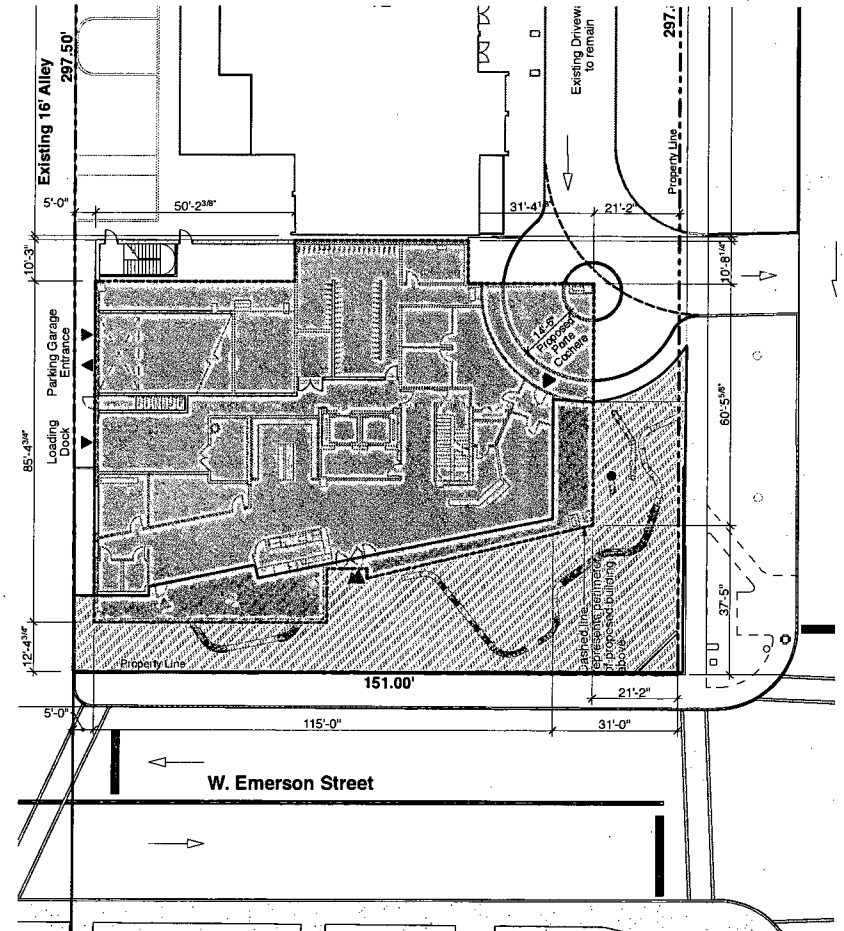 Existing 16' Alley
297.50'
Existing Driveway
to remain
297.
Property Line
5'-0"
50'-2 3/8"
31'-4 1/8"
21'-2"
10'-3"
10'-8 1/4"
Parking Garage
Entrance
14'-6"
Proposed
Porte
Cochere
Loading
Dock
85'-4 3/4"
60'-5 5/8"
Dashed line
represents perimeter
of proposed building
above
37'-5"
12'-4 3/4"
Property Line
151.00'
21'-2"
5'-0"
115'-0"
31'-0"
W. Emerson Street